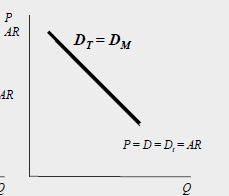 P
AR
D_T = D_M
AR
P = D = D_t = AR
Q
Q